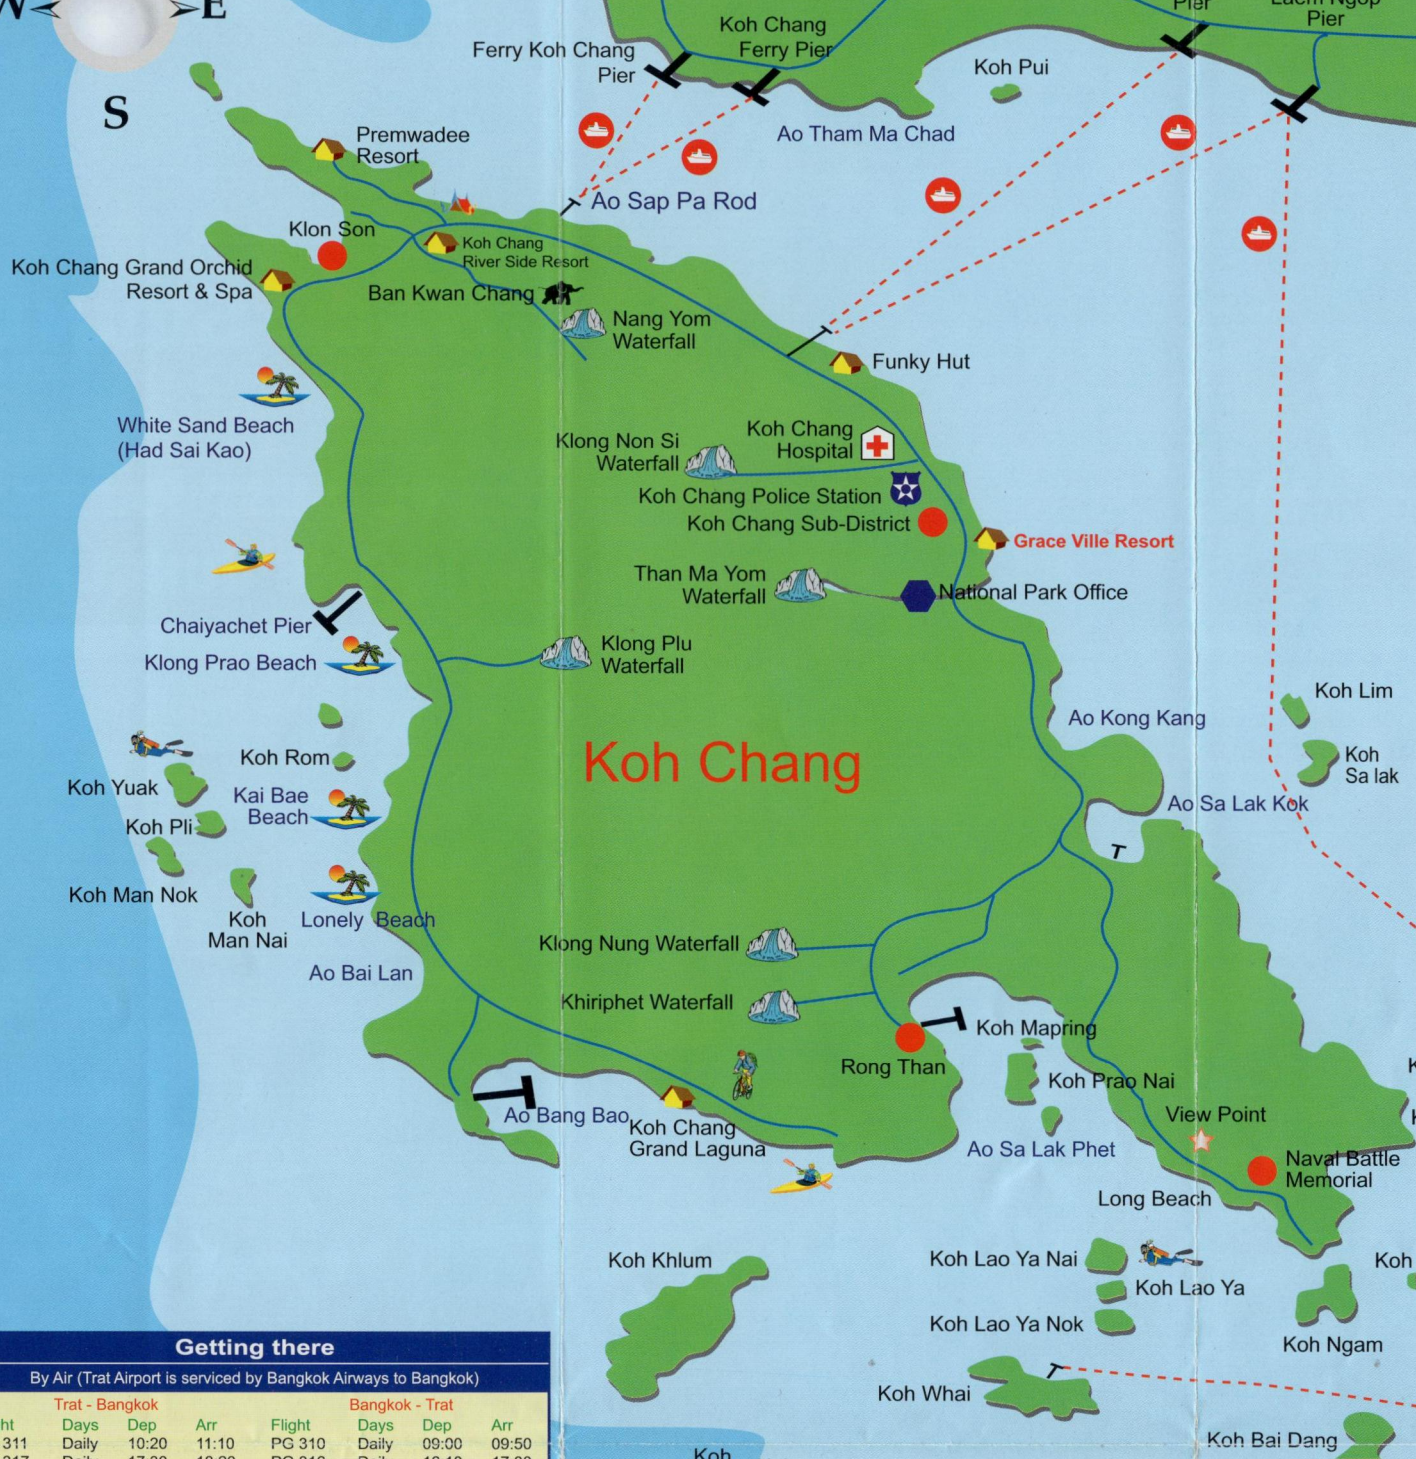 W
E
S
Pier
Pier
Koh Chang
Ferry Pier
Ferry Koh Chang
Pier
Koh Pui
Ao Tham Ma Chad
Premwadee
Resort
Ao Sap Pa Rod
Klon Son
Koh Chang
River Side Resort
Koh Chang Grand Orchid
Resort & Spa
Ban Kwan Chang
Nang Yom
Waterfall
Funky Hut
White Sand Beach
(Had Sai Kao)
Klong Non Si
Waterfall
Koh Chang
Hospital
Koh Chang Police Station
Koh Chang Sub-District
Grace Ville Resort
Than Ma Yom
Waterfall
National Park Office
Chaiyachet Pier
Klong Prao Beach
Klong Plu
Waterfall
Koh Lim
Ao Kong Kang
Koh
Sa lak
Koh Rom
Koh Chang
Koh Yuak
Kai Bae
Beach
Ao Sa Lak Kok
Koh Pli
Koh Man Nok
Koh
Man Nai
Lonely Beach
Klong Nung Waterfall
Ao Bai Lan
Khiriphet Waterfall
Koh Mapring
Rong Than
Koh Prao Nai
Ao Bang Bao
Koh Chang
Grand Laguna
View Point
Ao Sa Lak Phet
Naval Battle
Memorial
Long Beach
Koh Khlum
Koh Lao Ya Nai
Koh
Koh Lao Ya
Koh Lao Ya Nok
Koh Ngam
Koh Whai
Koh Bai Dang
Koh
Getting there
By Air (Trat Airport is serviced by Bangkok Airways to Bangkok)
Trat - Bangkok Bangkok - Trat
Days Dep Arr Flight Days Dep Arr
311 Daily 10:20 11:10 PG 310 Daily 09:00 09:50